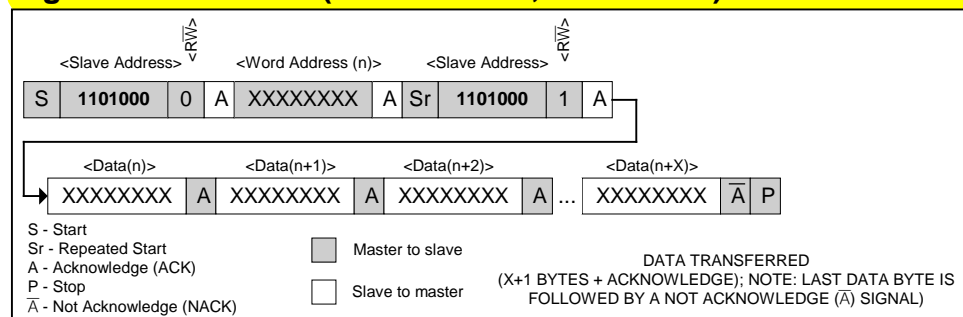 <R/W̅>
<R/W̅>
<Slave Address>
<Word Address (n)>
<Slave Address>
S 1101000 0 A XXXXXXXX A Sr 1101000 1 A
<Data(n)> <Data(n+1)> <Data(n+2)> <Data(n+X)>
XXXXXXXX A XXXXXXXX A XXXXXXXX A ... XXXXXXXX A̅ P
S - Start
Sr - Repeated Start
A - Acknowledge (ACK)
P - Stop
A̅ - Not Acknowledge (NACK)
Master to slave
Slave to master
DATA TRANSFERRED
(X+1 BYTES + ACKNOWLEDGE); NOTE: LAST DATA BYTE IS
FOLLOWED BY A NOT ACKNOWLEDGE (A̅) SIGNAL)